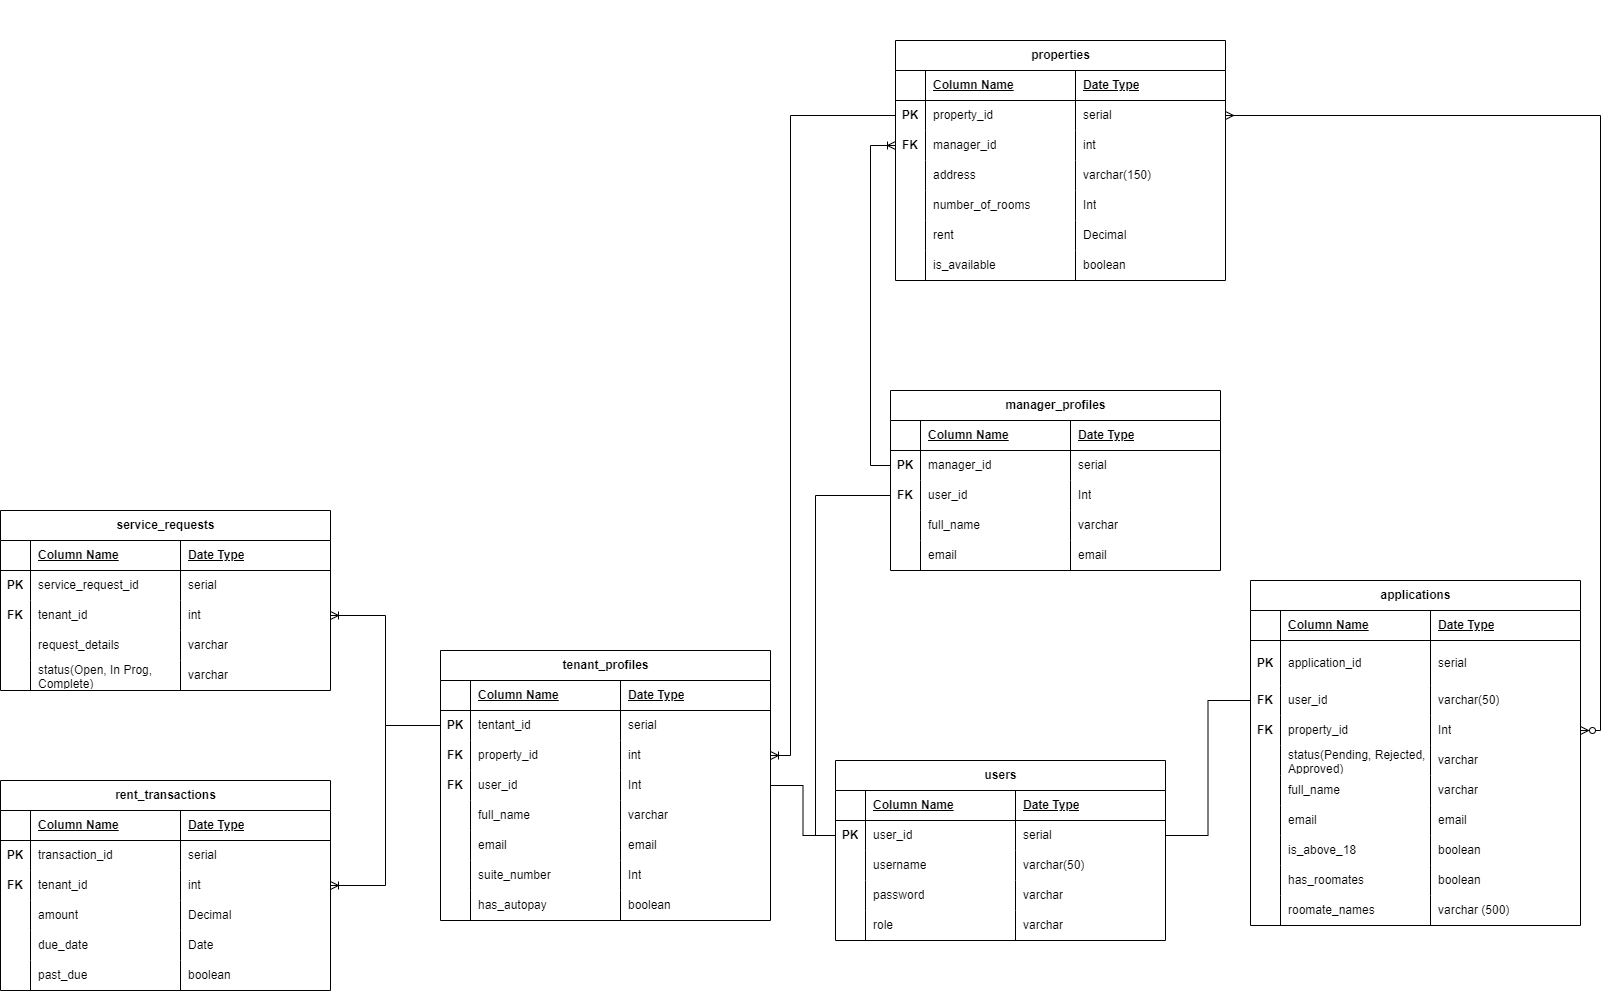 properties
Column Name Date Type
PK property_id serial
FK manager_id int
address varchar(150)
number_of_rooms Int
rent Decimal
is_available boolean
manager_profiles
Column Name Date Type
PK manager_id serial
FK user_id Int
full_name varchar
email email
service_requests
Column Name Date Type
PK service_request_id serial
FK tenant_id int
request_details varchar
status(Open, In Prog,
Complete) varchar
tenant_profiles
Column Name Date Type
PK tentant_id serial
FK property_id int
FK user_id Int
full_name varchar
email email
suite_number Int
has_autopay boolean
applications
Column Name Date Type
PK application_id serial
FK user_id varchar(50)
FK property_id Int
status(Pending, Rejected,
Approved) varchar
full_name varchar
email email
is_above_18 boolean
has_roomates boolean
roomate_names varchar (500)
rent_transactions
Column Name Date Type
PK transaction_id serial
FK tenant_id int
amount Decimal
due_date Date
past_due boolean
users
Column Name Date Type
PK user_id serial
username varchar(50)
password varchar
role varchar